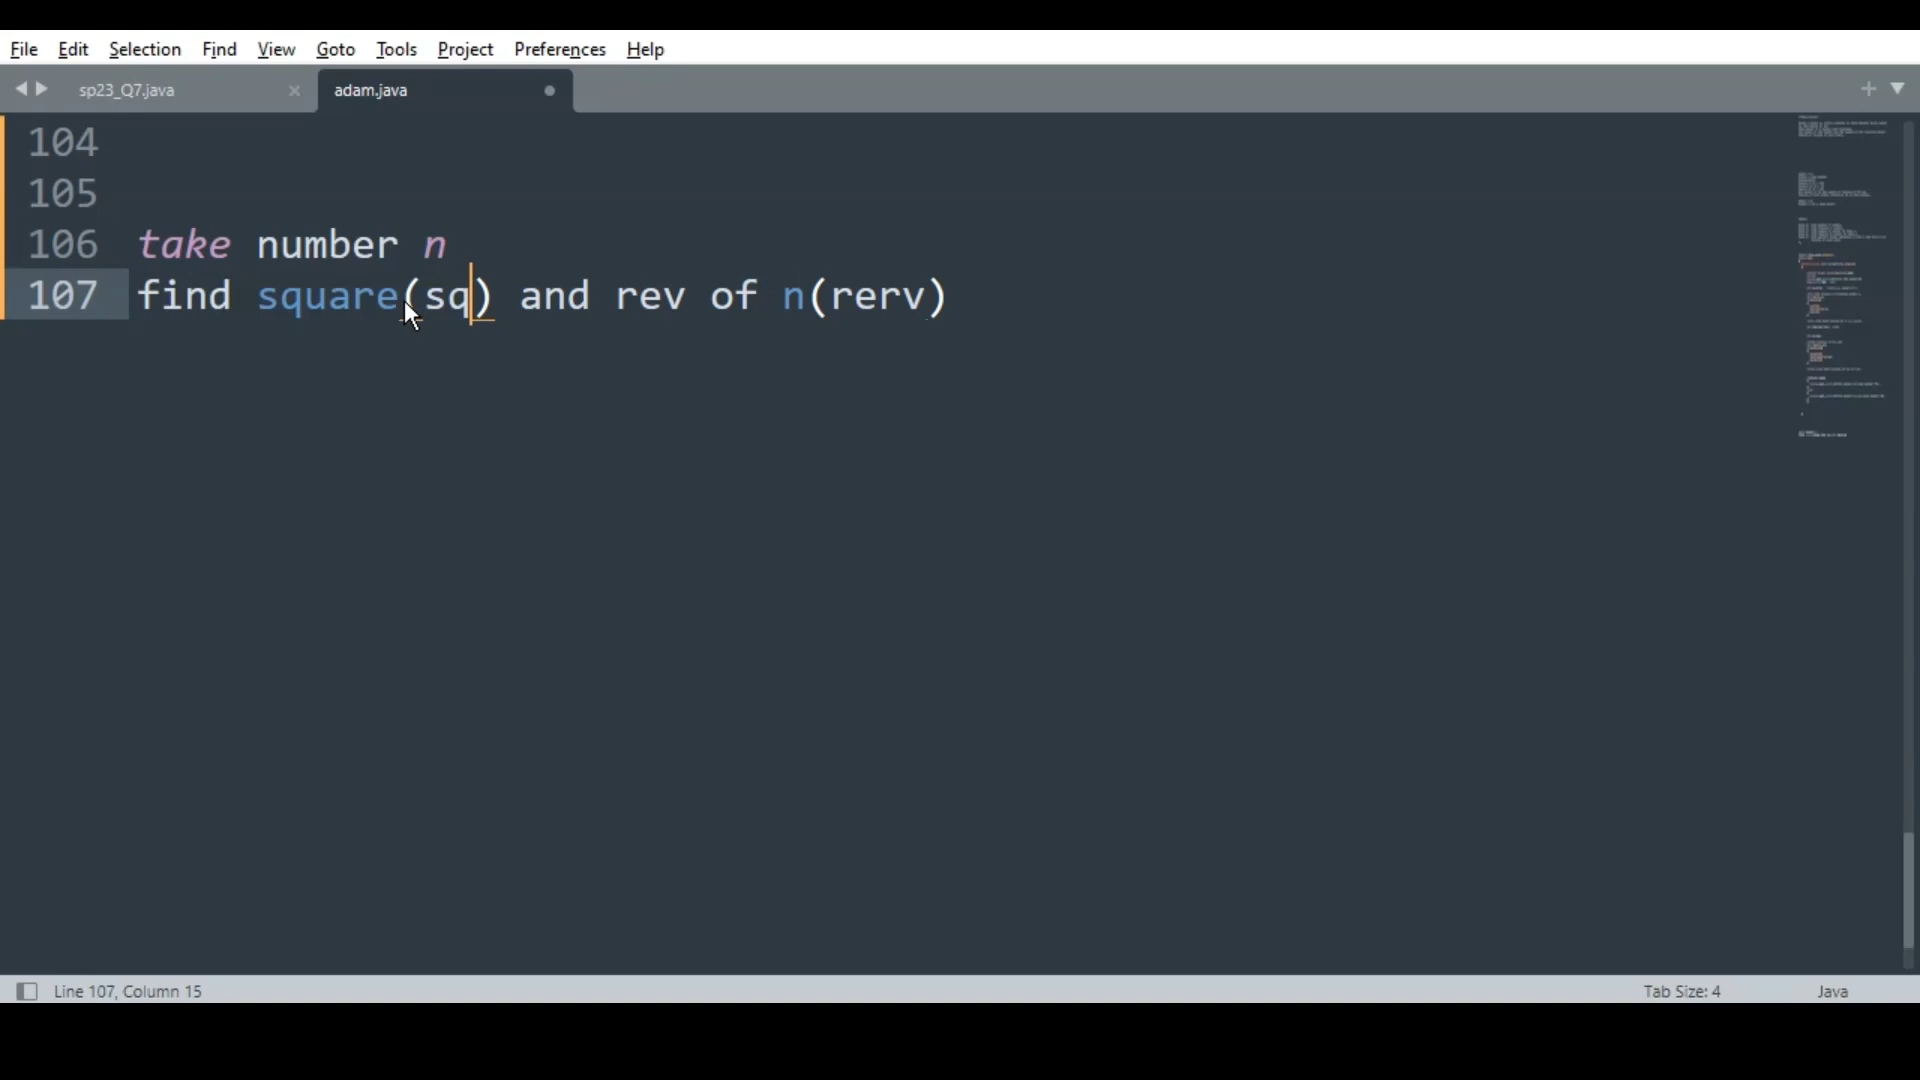 File Edit Selection Find View Goto Tools Project Preferences Help
sp23_Q7.java adam.java
104
105
106 take number n
107 find square(sq) and rev of n(rerv)
Line 107, Column 15 Tab Size: 4 Java